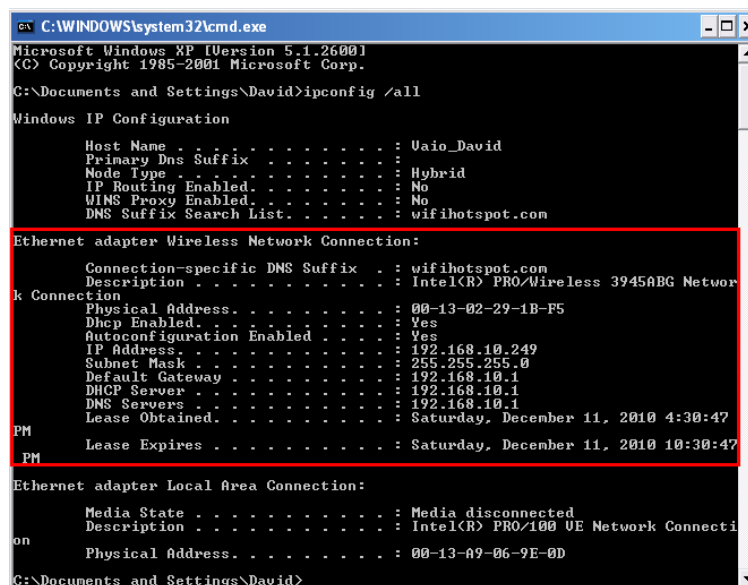 C:\WINDOWS\system32\cmd.exe
Microsoft Windows XP [Version 5.1.2600]
(C) Copyright 1985-2001 Microsoft Corp.
C:\Documents and Settings\David>ipconfig /all
Windows IP Configuration
Host Name . . . . . . . . . . . . : Vaio_David
Primary Dns Suffix  . . . . . . . :
Node Type . . . . . . . . . . . . : Hybrid
IP Routing Enabled. . . . . . . . : No
WINS Proxy Enabled. . . . . . . . : No
DNS Suffix Search List. . . . . . : wifihotspot.com
Ethernet adapter Wireless Network Connection:
Connection-specific DNS Suffix  . : wifihotspot.com
Description . . . . . . . . . . . : Intel(R) PRO/Wireless 3945ABG Networ
k Connection
Physical Address. . . . . . . . . : 00-13-02-29-1B-F5
Dhcp Enabled. . . . . . . . . . . : Yes
Autoconfiguration Enabled . . . . : Yes
IP Address. . . . . . . . . . . . : 192.168.10.249
Subnet Mask . . . . . . . . . . . : 255.255.255.0
Default Gateway . . . . . . . . . : 192.168.10.1
DHCP Server . . . . . . . . . . . : 192.168.10.1
DNS Servers . . . . . . . . . . . : 192.168.10.1
Lease Obtained. . . . . . . . . . : Saturday, December 11, 2010 4:30:47
PM
Lease Expires . . . . . . . . . . : Saturday, December 11, 2010 10:30:47
PM
Ethernet adapter Local Area Connection:
Media State . . . . . . . . . . . : Media disconnected
Description . . . . . . . . . . . : Intel(R) PRO/100 VE Network Connecti
on
Physical Address. . . . . . . . . : 00-13-A9-06-9E-0D
C:\Documents and Settings\David>